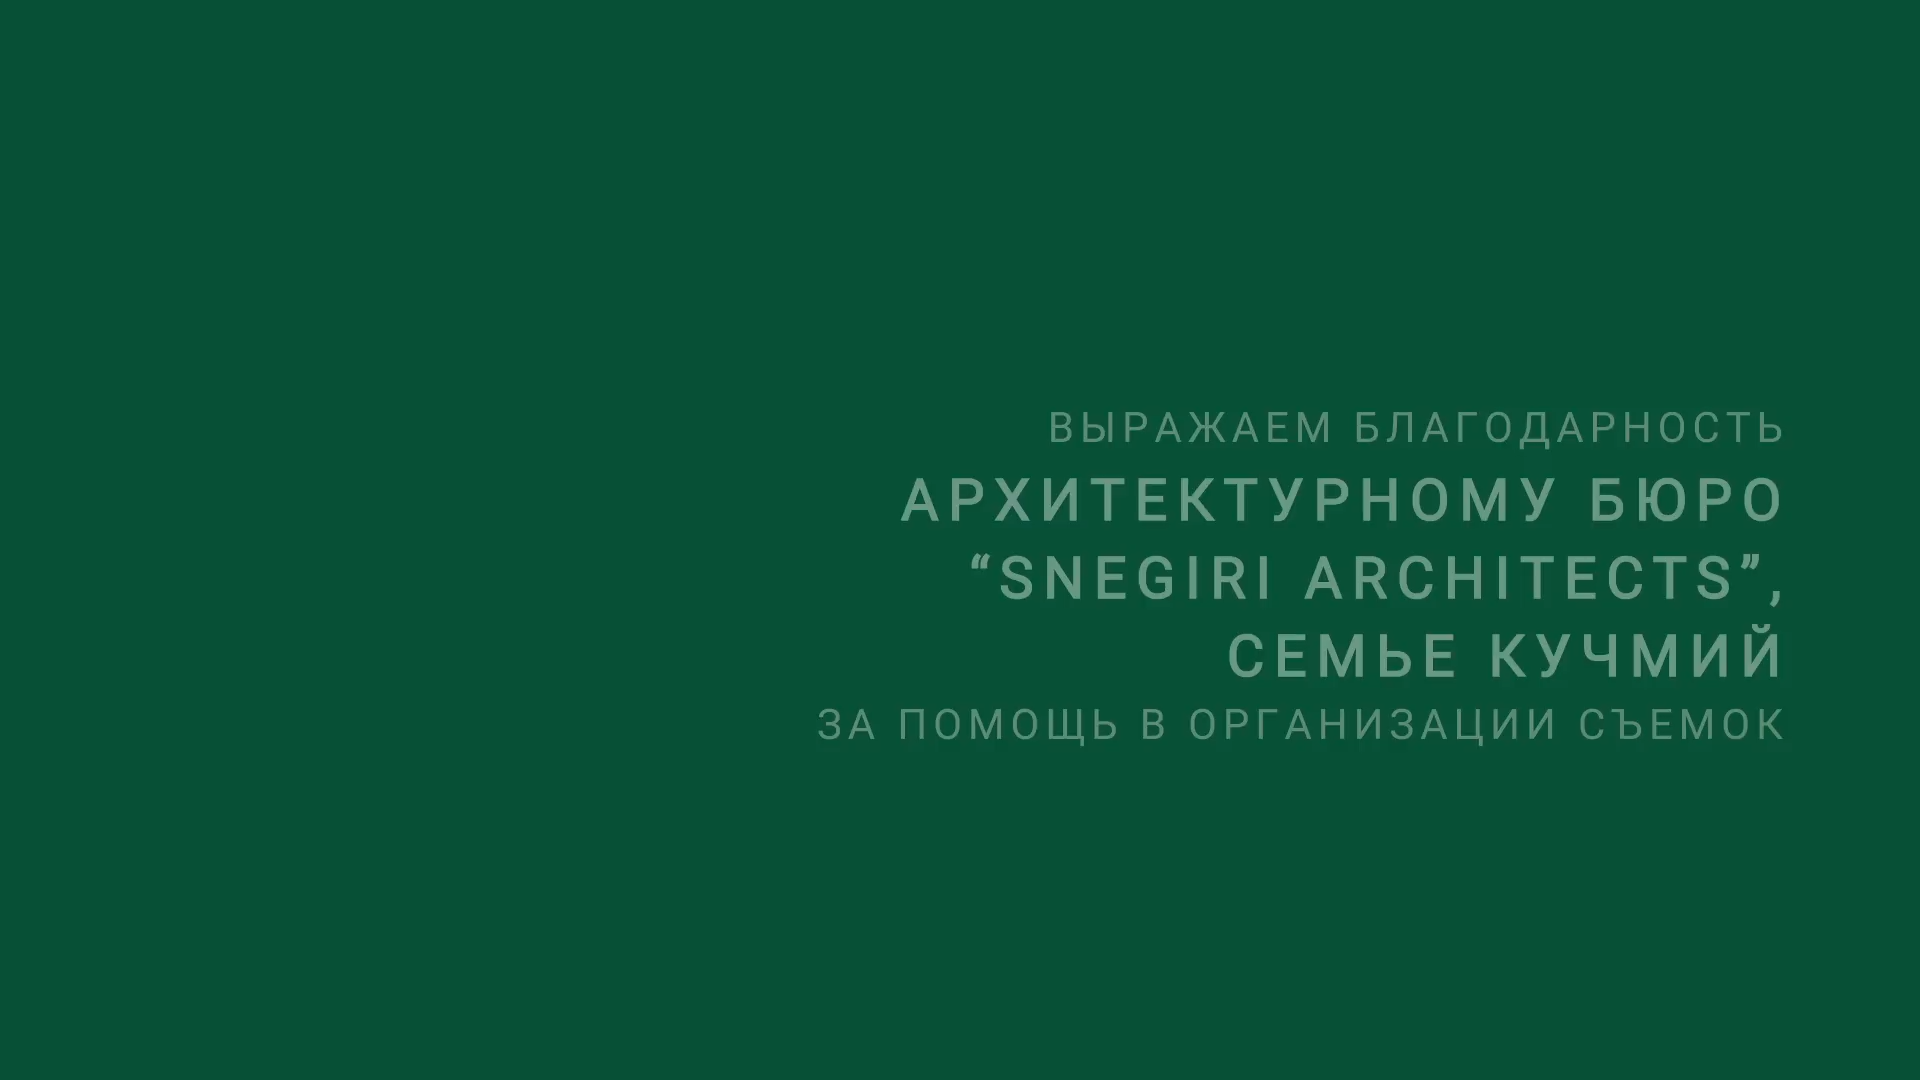 ВЫРАЖАЕМ БЛАГОДАРНОСТЬ
АРХИТЕКТУРНОМУ БЮРО
“SNEGIRI ARCHITECTS”,
СЕМЬЕ КУЧМИЙ
ЗА ПОМОЩЬ В ОРГАНИЗАЦИИ СЪЕМОК